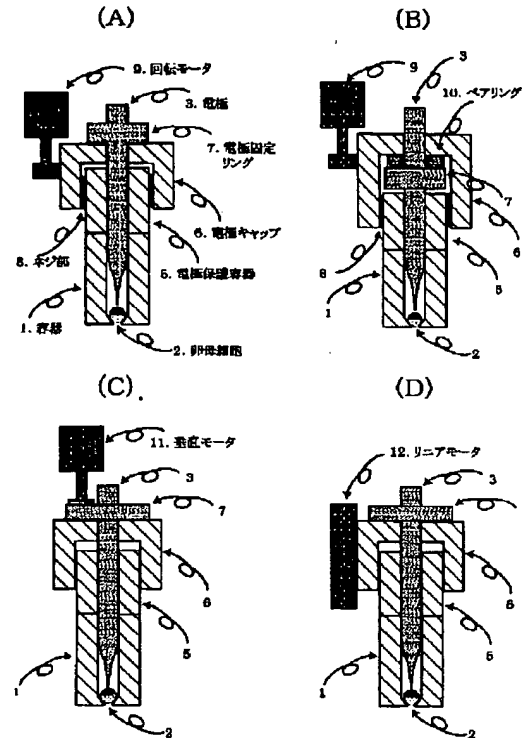 (A)
9. 回転モータ
3. 電極
7. 電極固定
リング
6. 電極キャップ
8. ネジ部
5. 電極保護容器
1. 容器
2. 卵母細胞
(B)
3
9
10. ベアリング
7
6
8
5
1
2
(C)
11. 垂直モータ
3
7
6
5
1
2
(D)
12. リニアモータ
3
6
5
1
2